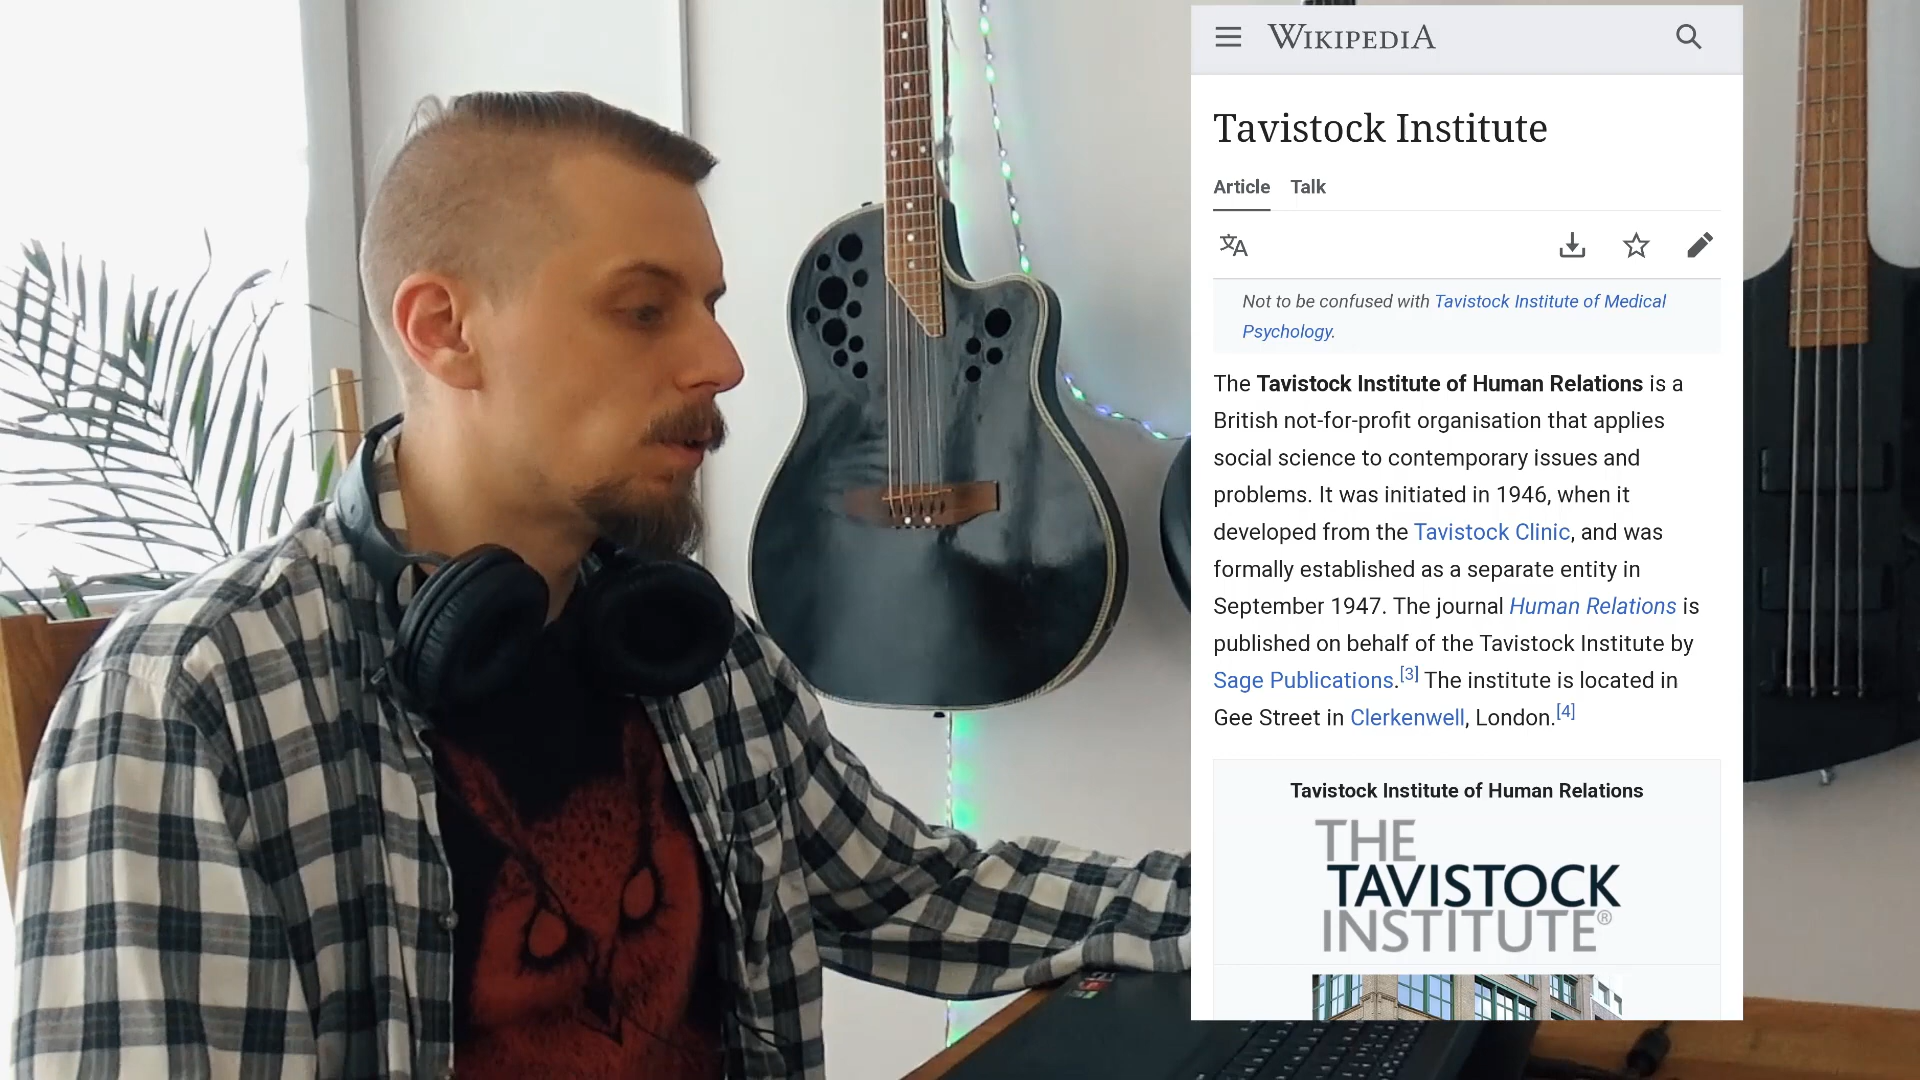 WIKIPEDIA
Tavistock Institute
Article Talk
Not to be confused with Tavistock Institute of Medical
Psychology.
The Tavistock Institute of Human Relations is a
British not-for-profit organisation that applies
social science to contemporary issues and
problems. It was initiated in 1946, when it
developed from the Tavistock Clinic, and was
formally established as a separate entity in
September 1947. The journal Human Relations is
published on behalf of the Tavistock Institute by
Sage Publications.[3] The institute is located in
Gee Street in Clerkenwell, London.[4]
Tavistock Institute of Human Relations
THE
TAVISTOCK
INSTITUTE®